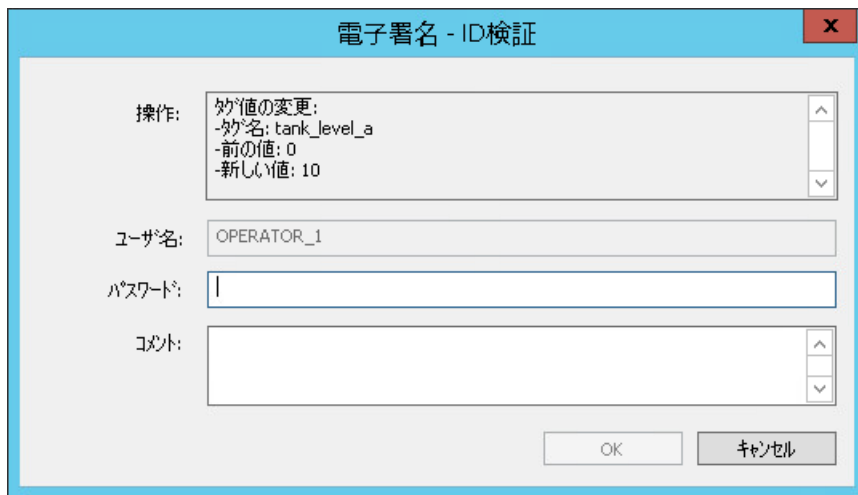 電子署名 - ID検証
x
操作:
ﾀｸﾞ値の変更:
-ﾀｸﾞ名: tank_level_a
-前の値: 0
-新しい値: 10
ﾕｰｻﾞ名:
OPERATOR_1
ﾊﾟｽﾜｰﾄﾞ:
ｺﾒﾝﾄ:
OK
ｷｬﾝｾﾙ